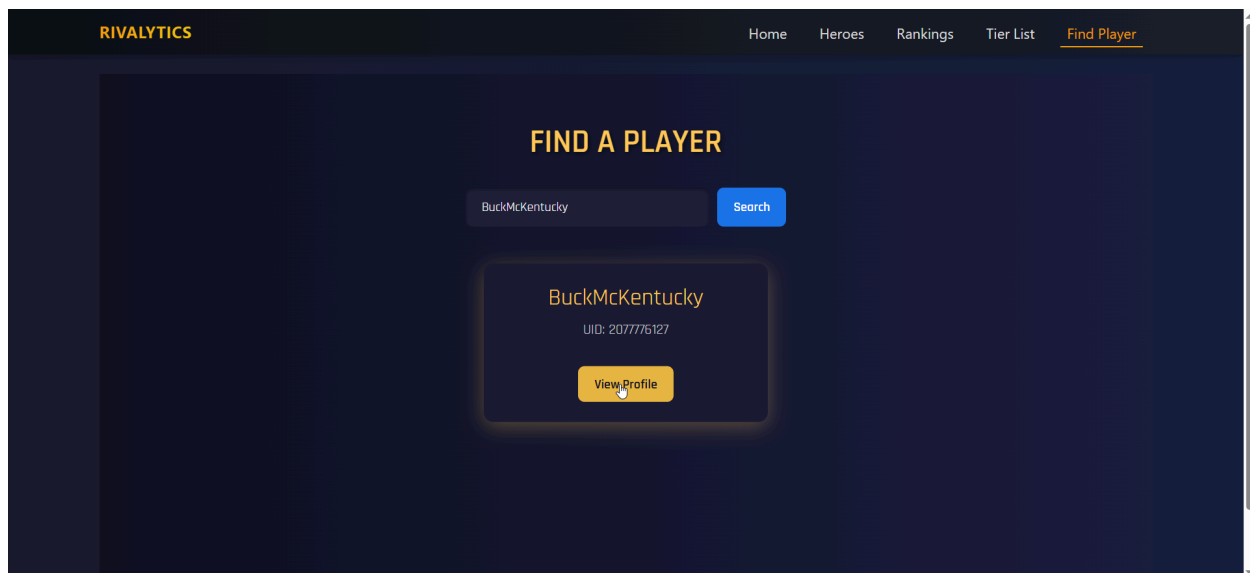 RIVALYTICS
Home Heroes Rankings Tier List Find Player
FIND A PLAYER
BuckMcKentucky Search
BuckMcKentucky
UID: 2077776127
View Profile